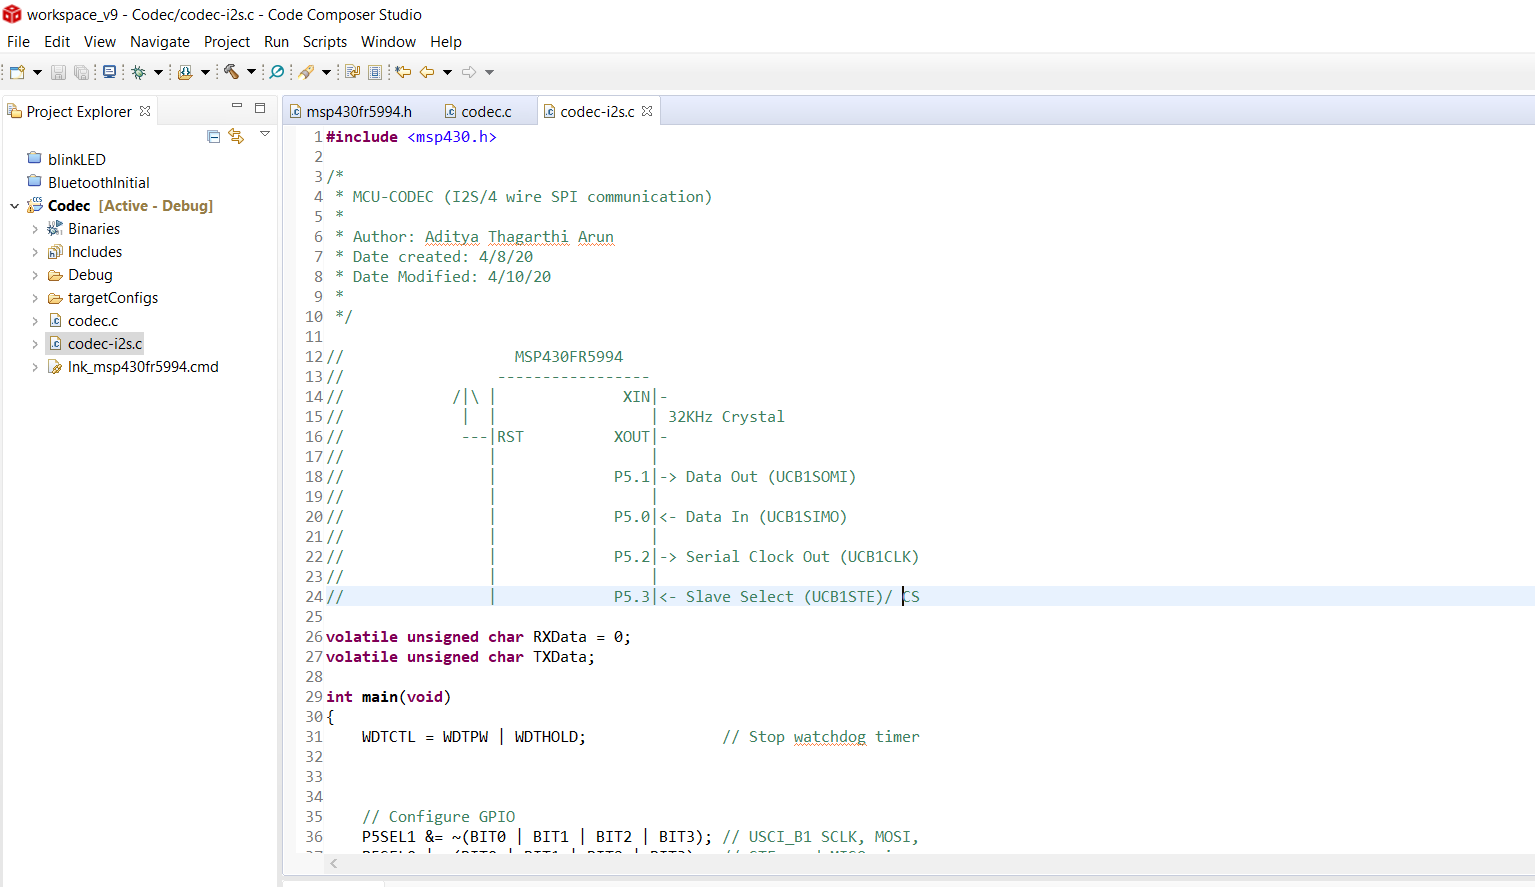 workspace_v9 - Codec/codec-i2s.c - Code Composer Studio
File Edit View Navigate Project Run Scripts Window Help
Project Explorer
msp430fr5994.h codec.c codec-i2s.c
blinkLED
BluetoothInitial
Codec [Active - Debug]
Binaries
Includes
Debug
targetConfigs
codec.c
codec-i2s.c
lnk_msp430fr5994.cmd
1 #include <msp430.h>
2
3 /*
4 * MCU-CODEC (I2S/4 wire SPI communication)
5 *
6 * Author: Aditya Thagarthi Arun
7 * Date created: 4/8/20
8 * Date Modified: 4/10/20
9 *
10 */
11
12 // MSP430FR5994
13 // -----------------
14 // /|\ | XIN|-
15 // | | | 32KHz Crystal
16 // ---|RST XOUT|-
17 // | |
18 // | P5.1|-> Data Out (UCB1SOMI)
19 // | |
20 // | P5.0|<- Data In (UCB1SIMO)
21 // | |
22 // | P5.2|-> Serial Clock Out (UCB1CLK)
23 // | |
24 // | P5.3|<- Slave Select (UCB1STE)/ CS
25
26 volatile unsigned char RXData = 0;
27 volatile unsigned char TXData;
28
29 int main(void)
30 {
31 WDTCTL = WDTPW | WDTHOLD; // Stop watchdog timer
32
33
34
35 // Configure GPIO
36 P5SEL1 &= ~(BIT0 | BIT1 | BIT2 | BIT3); // USCI_B1 SCLK, MOSI,